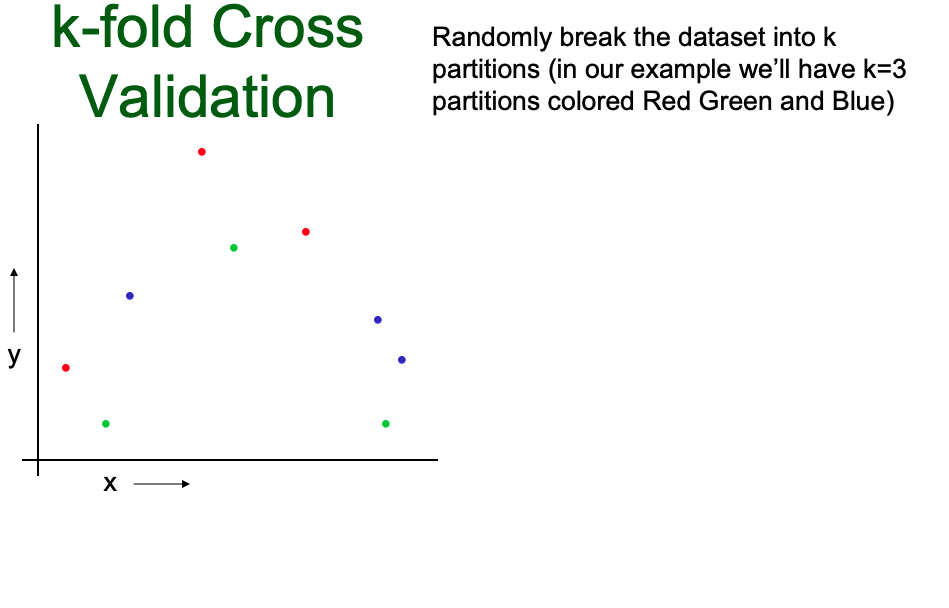 k-fold Cross
Validation
Randomly break the dataset into k
partitions (in our example we’ll have k=3
partitions colored Red Green and Blue)
y
x